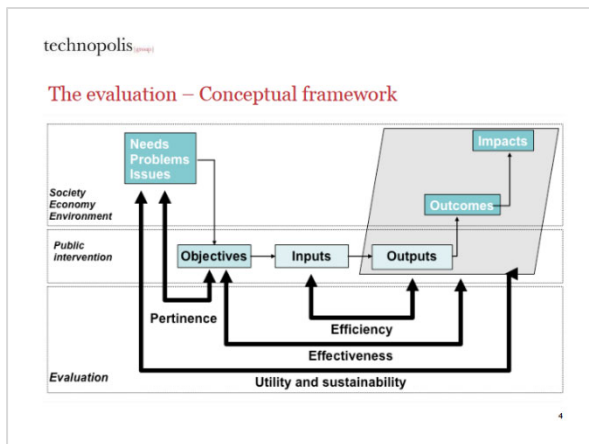 technopolis |group|
The evaluation – Conceptual framework
Needs
Problems
Issues
Impacts
Society
Economy
Environment
Outcomes
Public
intervention
Objectives
Inputs
Outputs
Pertinence
Efficiency
Effectiveness
Evaluation
Utility and sustainability
4